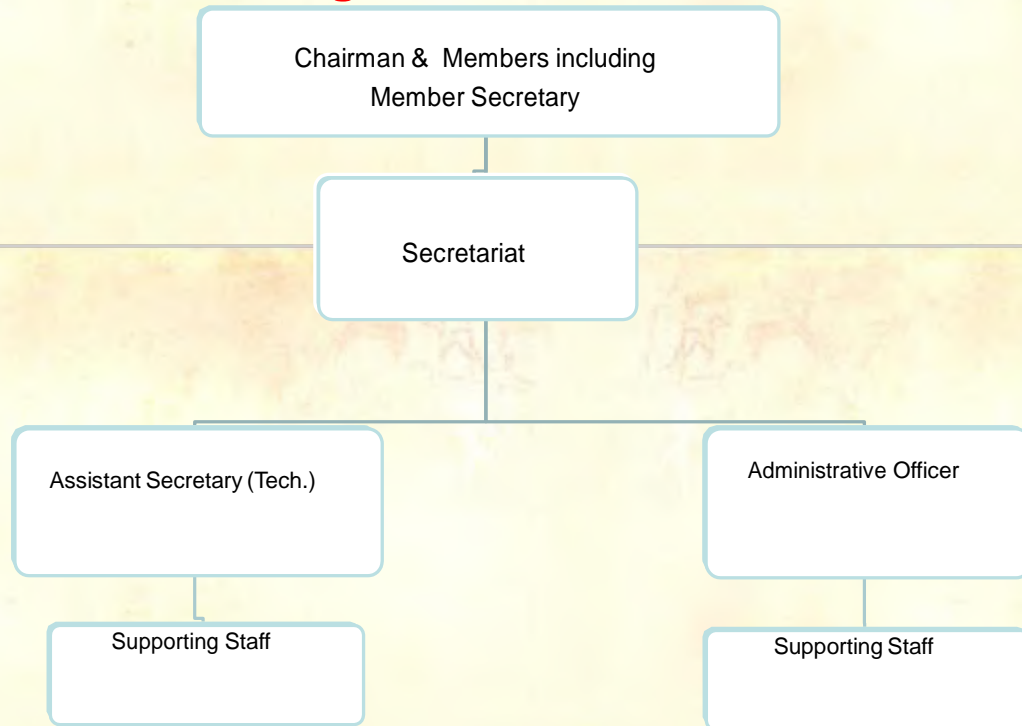 Chairman & Members including
Member Secretary
Secretariat
Assistant Secretary (Tech.)
Administrative Officer
Supporting Staff
Supporting Staff